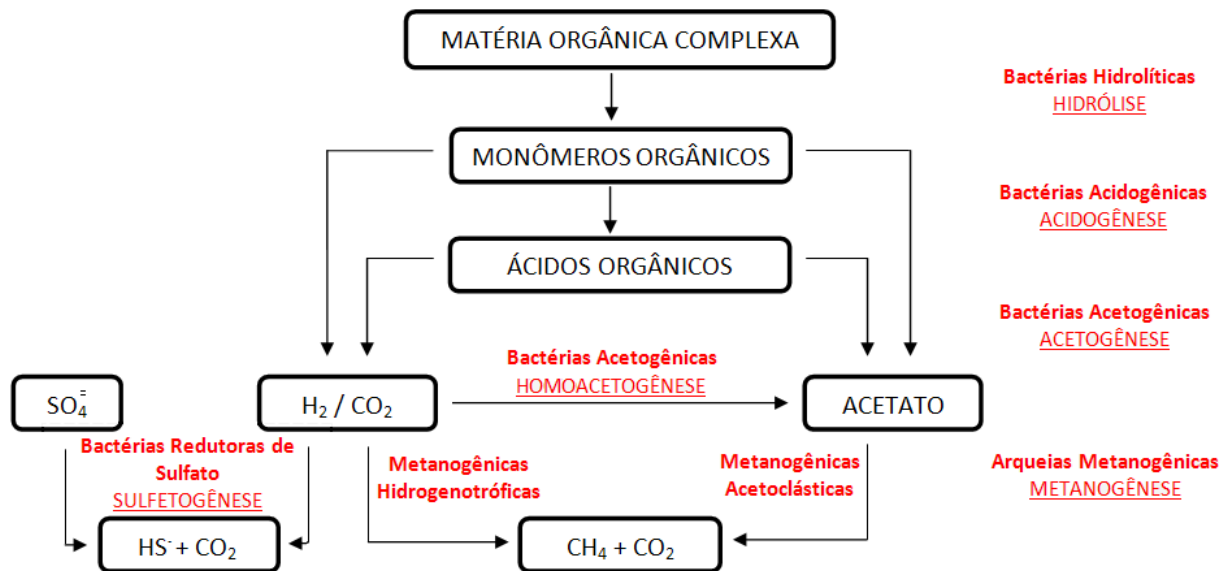 MATÉRIA ORGÂNICA COMPLEXA
Bactérias Hidrolíticas
HIDRÓLISE
MONÔMEROS ORGÂNICOS
Bactérias Acidogênicas
ACIDOGÊNESE
ÁCIDOS ORGÂNICOS
Bactérias Acetogênicas
ACETOGÊNESE
Bactérias Acetogênicas
HOMOACETOGÊNESE
SO₄⁼
H₂ / CO₂
ACETATO
Bactérias Redutoras de
Sulfato
SULFETOGÊNESE
Metanogênicas
Hidrogenotróficas
Metanogênicas
Acetoclásticas
Arqueias Metanogênicas
METANOGÊNESE
HS⁻ + CO₂
CH₄ + CO₂